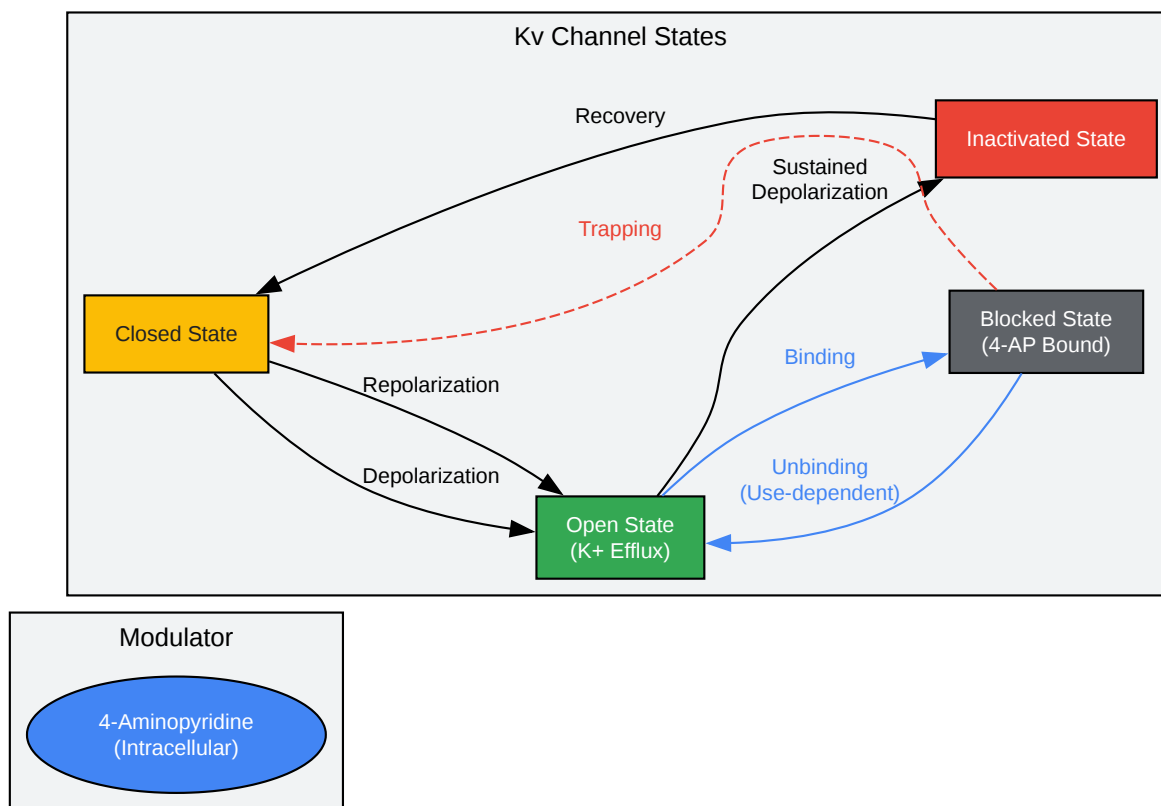 Kv Channel States
Recovery
Inactivated State
Sustained
Depolarization
Trapping
Closed State
Blocked State
(4-AP Bound)
Binding
Repolarization
Depolarization
Unbinding
(Use-dependent)
Open State
(K+ Efflux)
Modulator
4-Aminopyridine
(Intracellular)